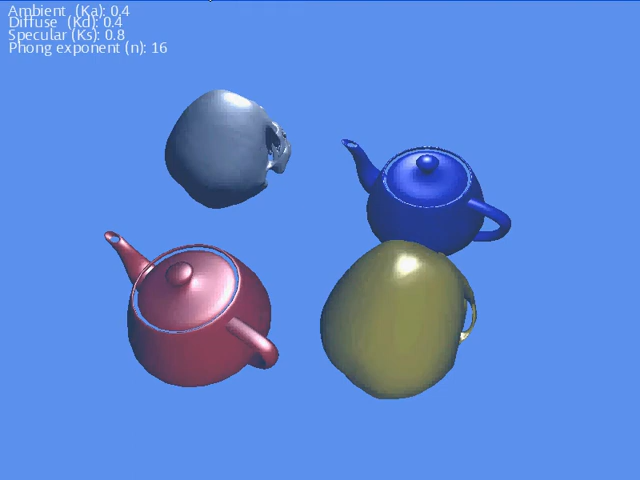 Ambient  (Ka): 0.4
Diffuse  (Kd): 0.4
Specular (Ks): 0.8
Phong exponent (n): 16